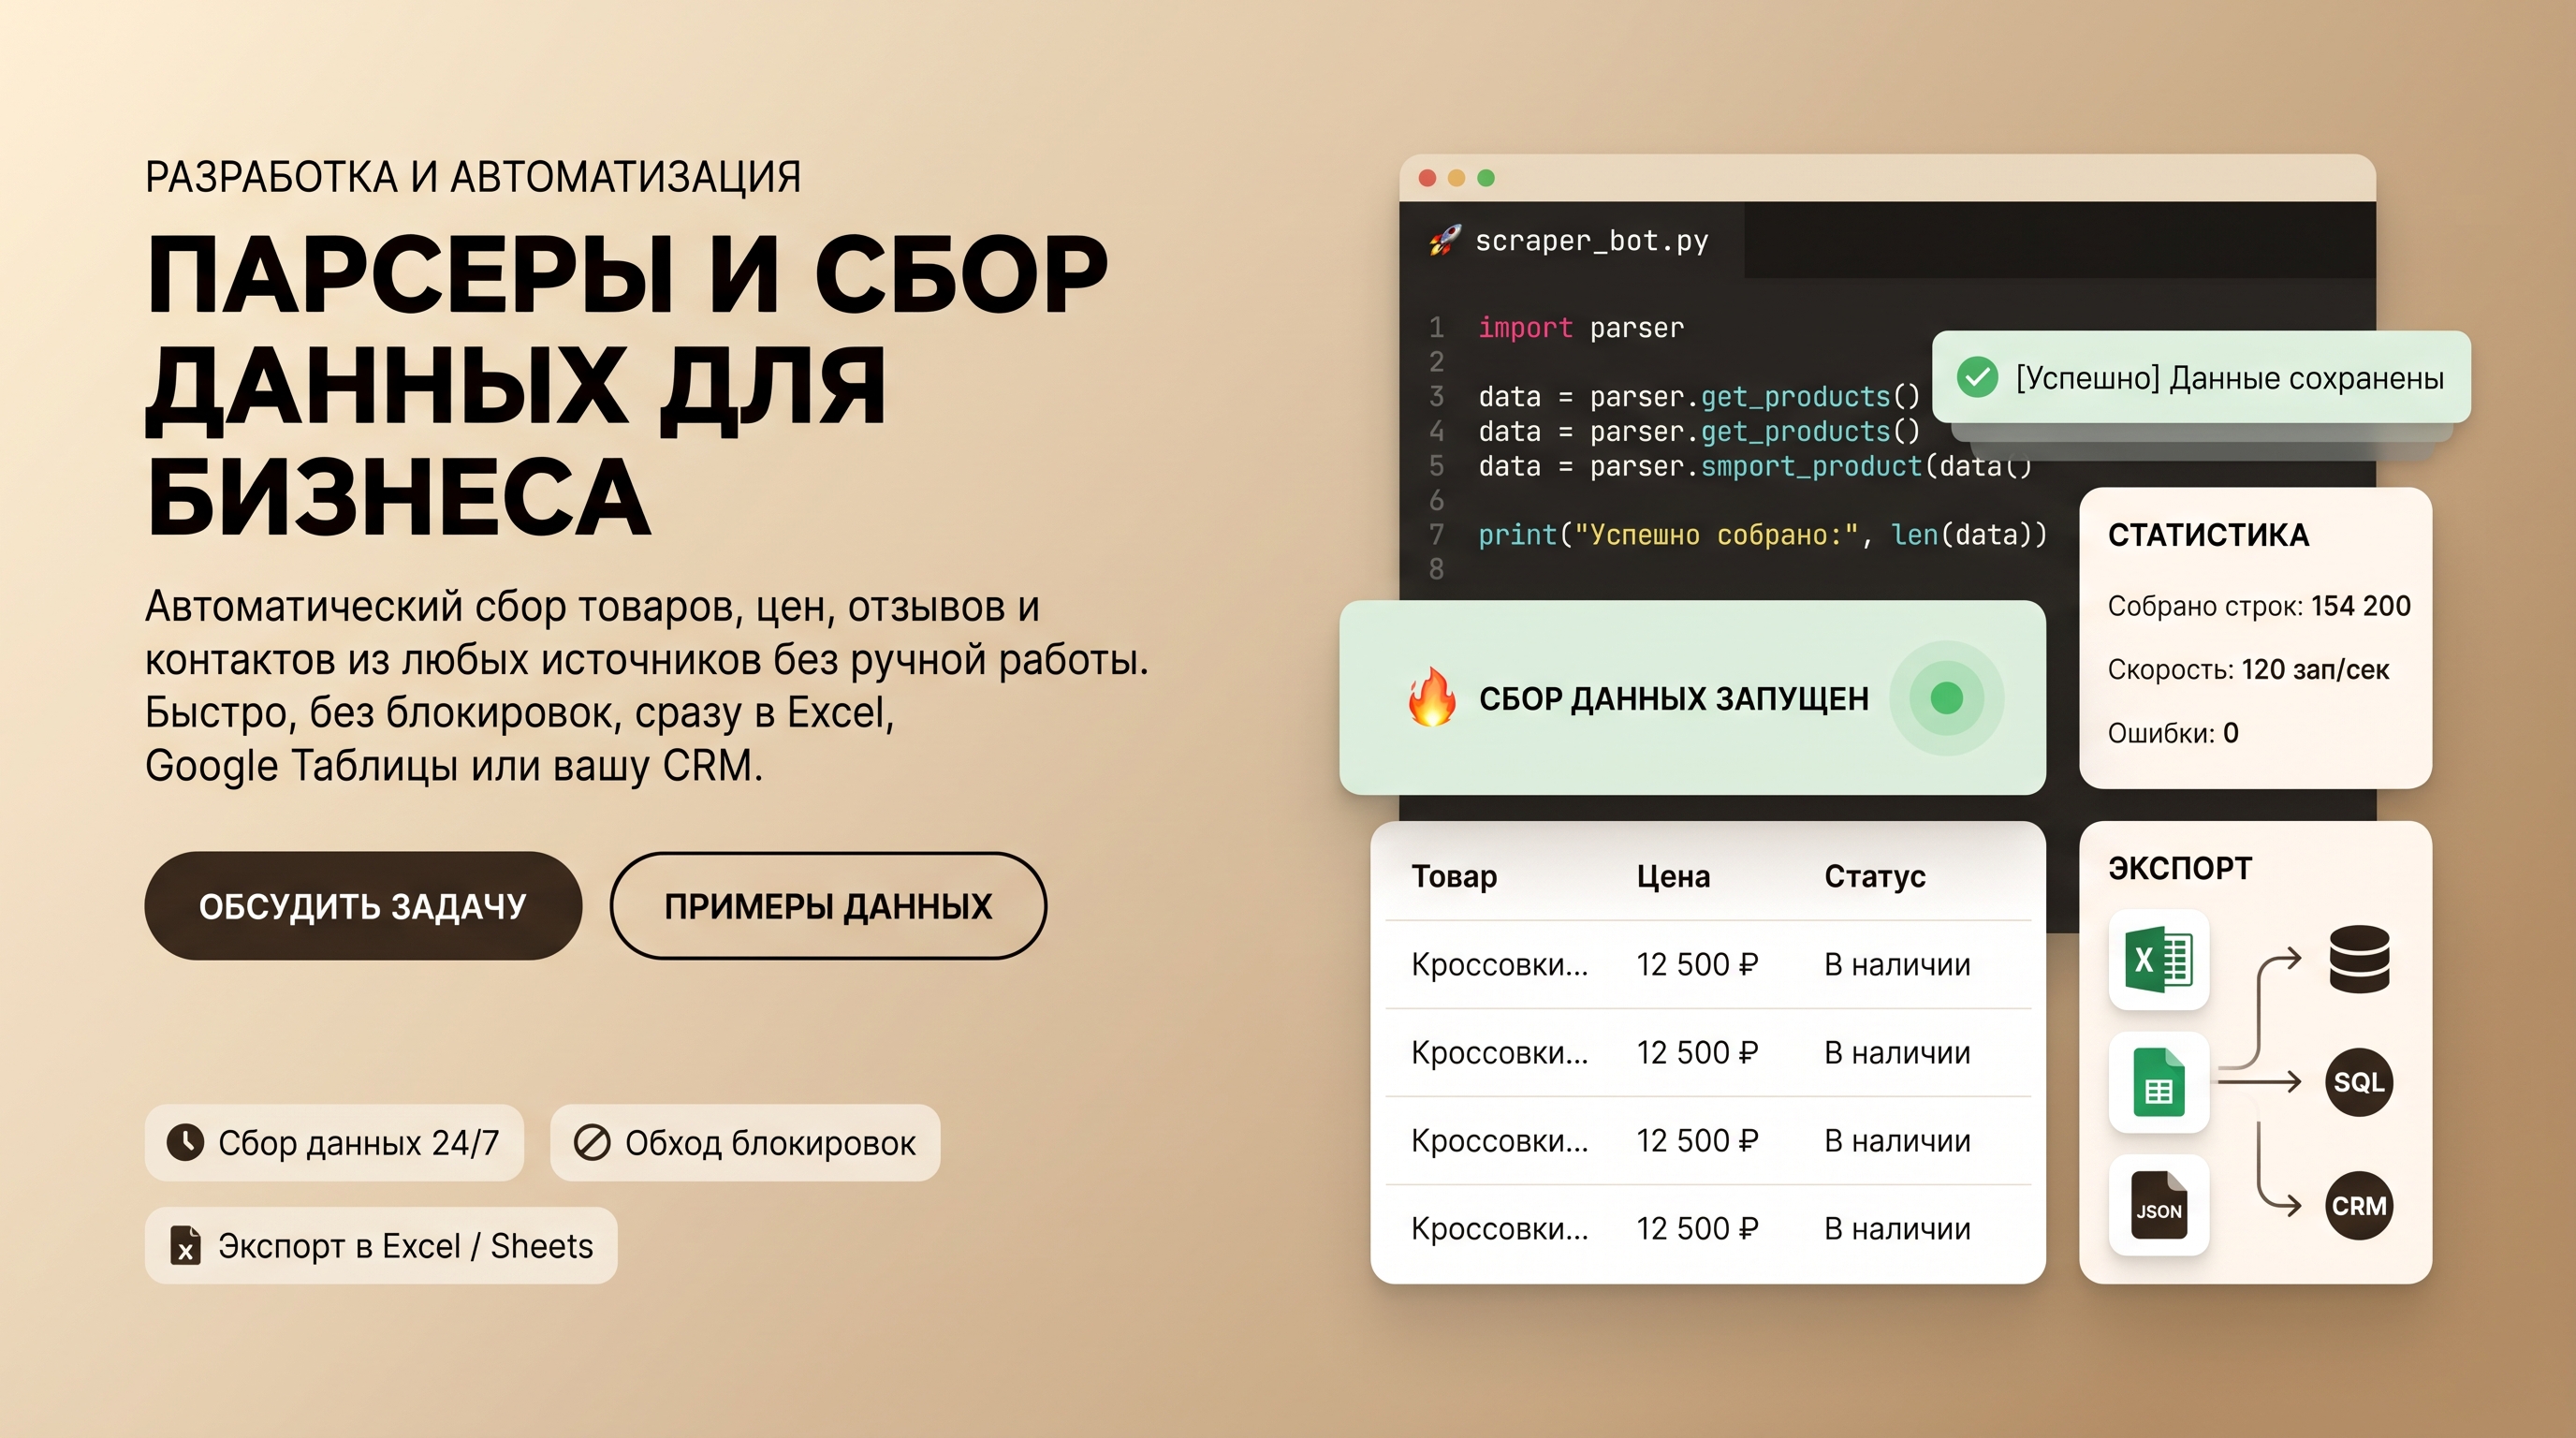 РАЗРАБОТКА И АВТОМАТИЗАЦИЯ
ПАРСЕРЫ И СБОР
ДАННЫХ ДЛЯ
БИЗНЕСА
Автоматический сбор товаров, цен, отзывов и
контактов из любых источников без ручной работы.
Быстро, без блокировок, сразу в Excel,
Google Таблицы или вашу CRM.
ОБСУДИТЬ ЗАДАЧУ
ПРИМЕРЫ ДАННЫХ
Сбор данных 24/7
Обход блокировок
X
Экспорт в Excel / Sheets
scraper_bot.py
1 import parser
2
3 data = parser.get_products()
4 data = parser.get_products()
5 data = parser.smport_product(data()
6
7 print("Успешно собрано:", len(data))
8
[Успешно] Данные сохранены
СТАТИСТИКА
Собрано строк: 154 200
Скорость: 120 зап/сек
Ошибки: 0
СБОР ДАННЫХ ЗАПУЩЕН
Товар Цена Статус
Кроссовки... 12 500 ₽ В наличии
Кроссовки... 12 500 ₽ В наличии
Кроссовки... 12 500 ₽ В наличии
Кроссовки... 12 500 ₽ В наличии
ЭКСПОРТ
X
SQL
JSON
CRM